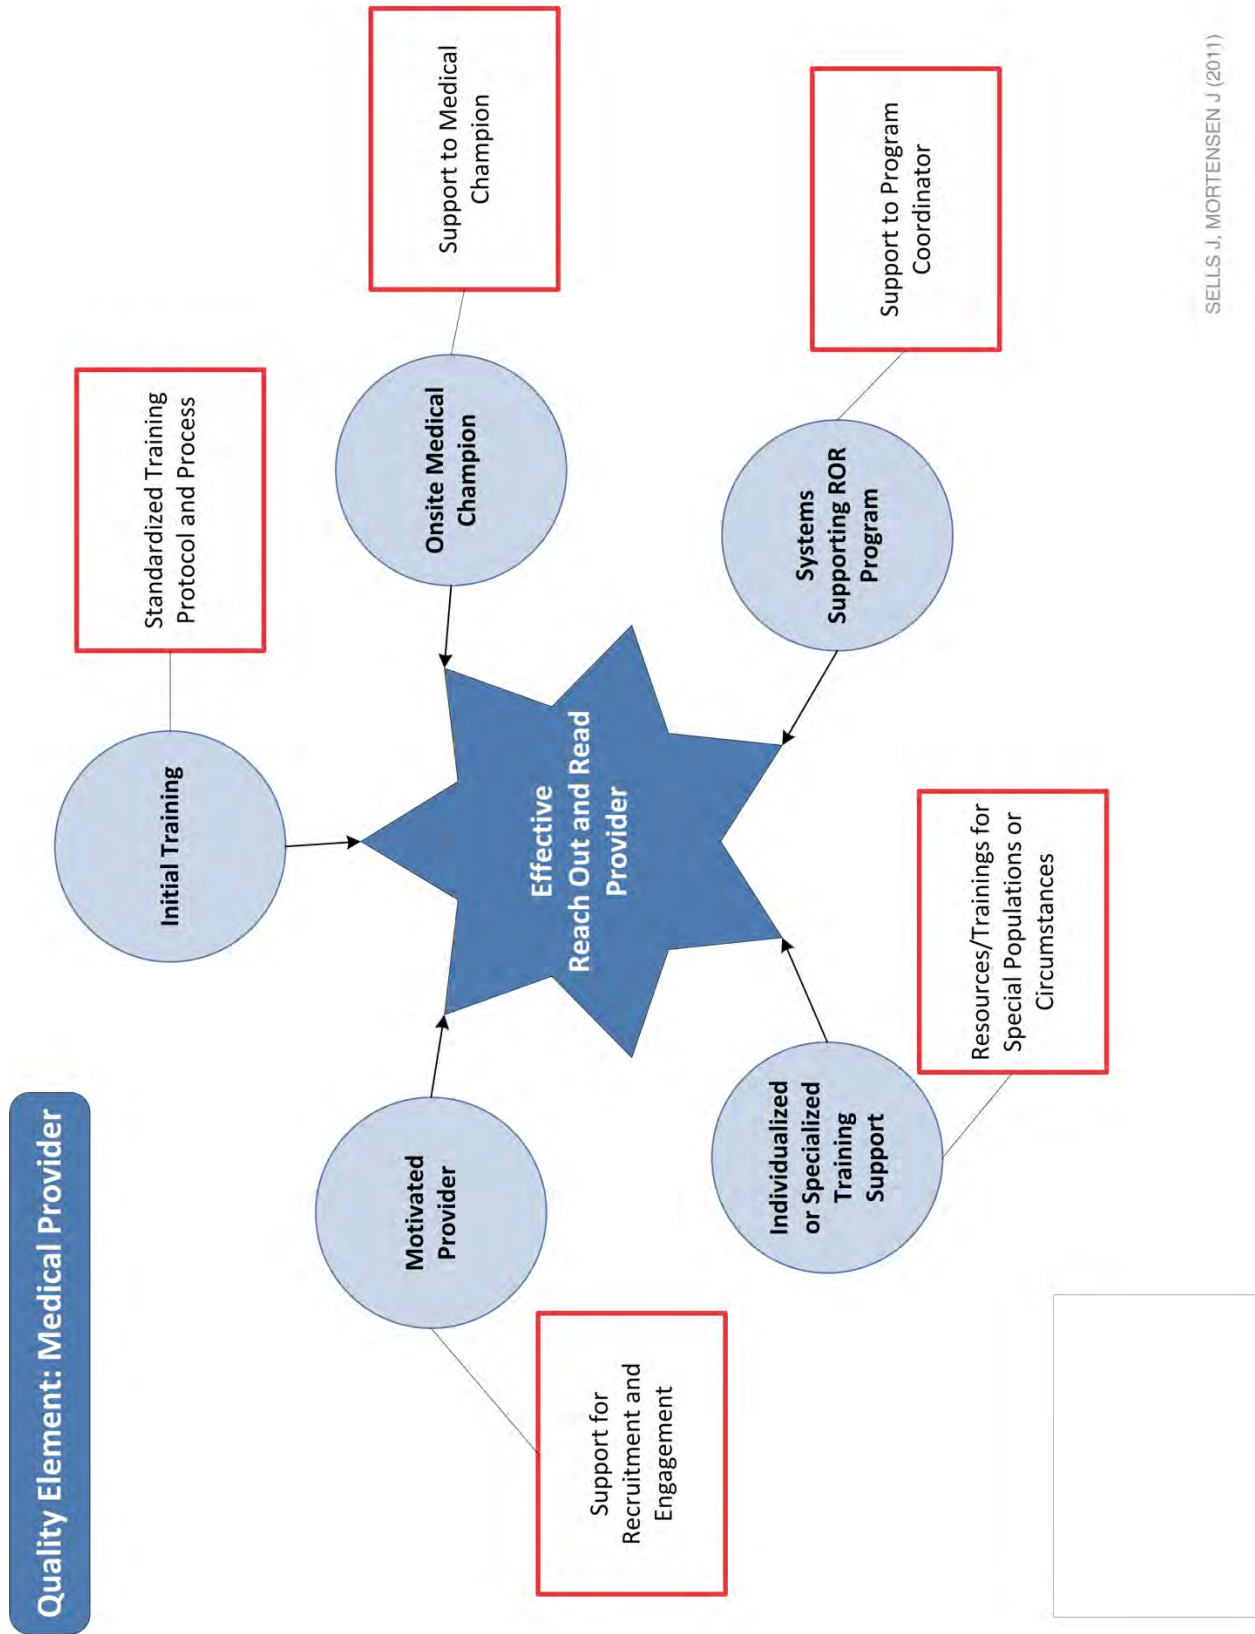 Quality Element: Medical Provider
Initial Training
Standardized Training
Protocol and Process
Motivated
Provider
Support for
Recruitment and
Engagement
Onsite Medical
Champion
Support to Medical
Champion
Effective
Reach Out and Read
Provider
Individualized
or Specialized
Training
Support
Resources/Trainings for
Special Populations or
Circumstances
Systems
Supporting ROR
Program
Support to Program
Coordinator
SELLS J, MORTENSEN J (2011)